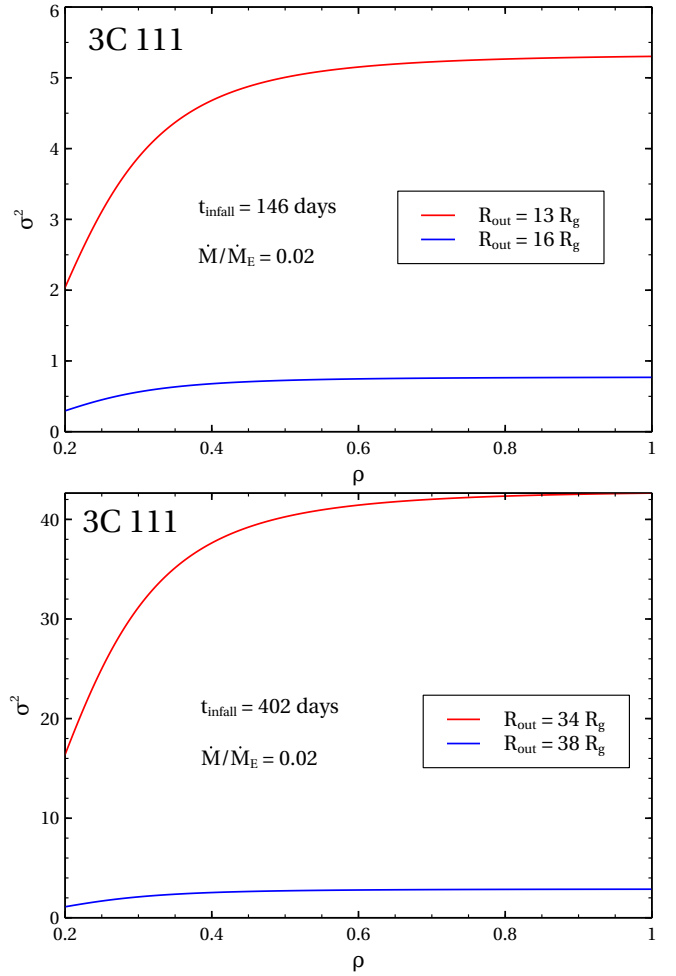 3C 111
6
5
4
3
2
1
0
σ²
t_infall = 146 days
Ṁ/Ṁ_E = 0.02
R_out = 13 R_g
R_out = 16 R_g
0.2 0.4 0.6 0.8 1
ρ
3C 111
40
30
20
10
0
σ²
t_infall = 402 days
Ṁ/Ṁ_E = 0.02
R_out = 34 R_g
R_out = 38 R_g
0.2 0.4 0.6 0.8 1
ρ